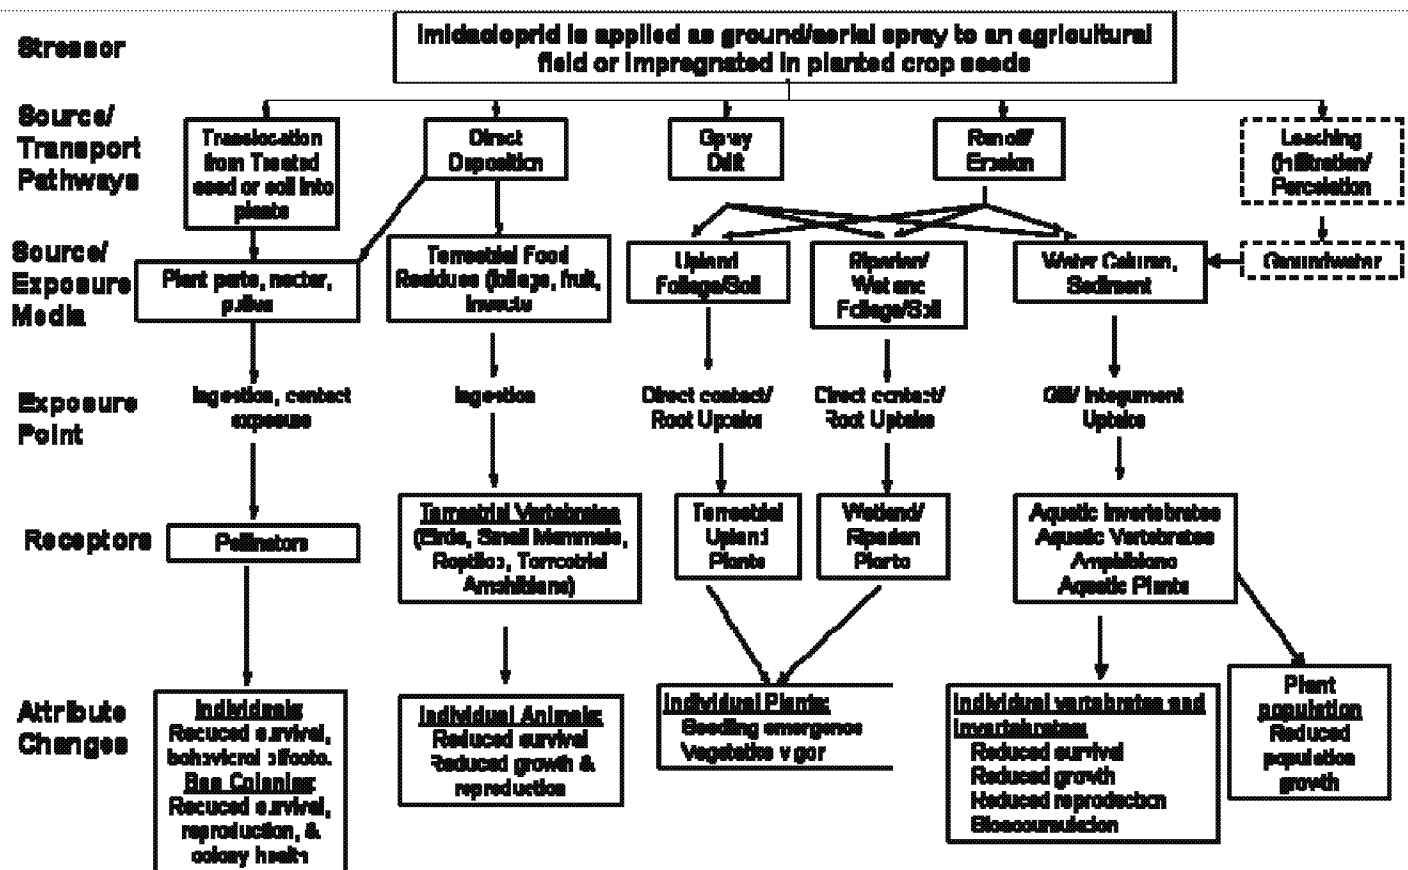 Stressor
Imidacloprid is applied as ground/aerial spray to an agricultural
field or impregnated in planted crop seeds
Source/
Transport
Pathways
Translocation
from Treated
seed or soil into
plants
Direct
Deposition
Spray
Drift
Runoff/
Erosion
Leaching
(Infiltration/
Percolation
Source/
Exposure
Media
Plant parts, nectar,
pollen
Terrestrial Food
Residues (foliage, fruit,
insects
Upland
Foliage/Soil
Riparian/
Wetland
Foliage/Soil
Water Column,
Sediment
Groundwater
Exposure
Point
Ingestion, contact
exposure
Ingestion
Direct contact/
Root Uptake
Direct contact/
Root Uptake
Gill/ Integument
Uptake
Receptors
Pollinators
Terrestrial Vertebrates
(Birds, Small Mammals,
Reptiles, Terrestrial
Amphibians)
Terrestrial
Upland
Plants
Wetland/
Riparian
Plants
Aquatic Invertebrates
Aquatic Vertebrates
Amphibians
Aquatic Plants
Attribute
Changes
Individuals:
Reduced survival,
behavioral effects.
Bee Colonies:
Reduced survival,
reproduction, &
colony health
Individual Animals:
Reduced survival
Reduced growth &
reproduction
Individual Plants:
Seedling emergence
Vegetative vigor
Individual vertebrates and
invertebrates:
Reduced survival
Reduced growth
Reduced reproduction
Bioaccumulation
Plant
population
Reduced
population
growth